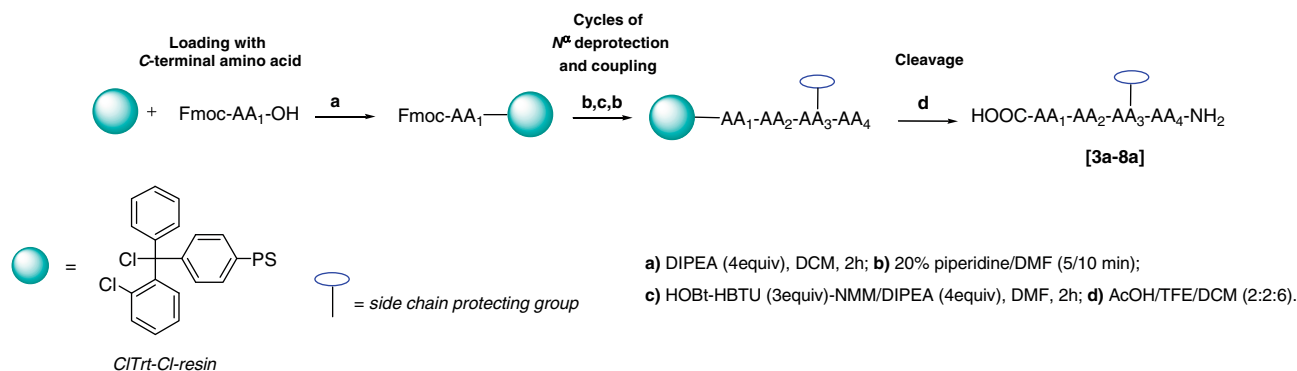 Loading with
C-terminal amino acid
Cycles of
Nα deprotection
and coupling
Cleavage
+ Fmoc-AA1-OH
a
Fmoc-AA1
b,c,b
AA1-AA2-AA3-AA4
d
HOOC-AA1-AA2-AA3-AA4-NH2
[3a-8a]
=
Cl
Cl
PS
ClTrt-Cl-resin
= side chain protecting group
a) DIPEA (4equiv), DCM, 2h; b) 20% piperidine/DMF (5/10 min);
c) HOBt-HBTU (3equiv)-NMM/DIPEA (4equiv), DMF, 2h; d) AcOH/TFE/DCM (2:2:6).